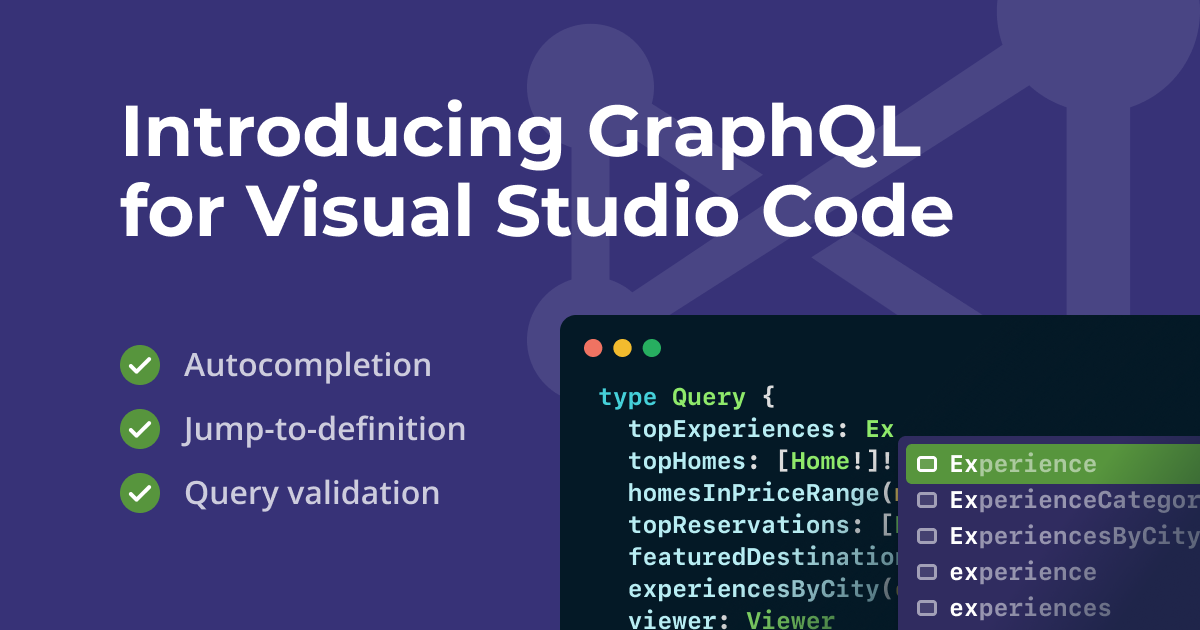 Introducing GraphQL
for Visual Studio Code
Autocompletion
Jump-to-definition
Query validation
type Query {
topExperiences: Ex
topHomes: [Home!]!
homesInPriceRange(
topReservations: [
featuredDestination
experiencesByCity(
viewer: Viewer
Experience
ExperienceCategor
ExperiencesByCity
experience
experiences